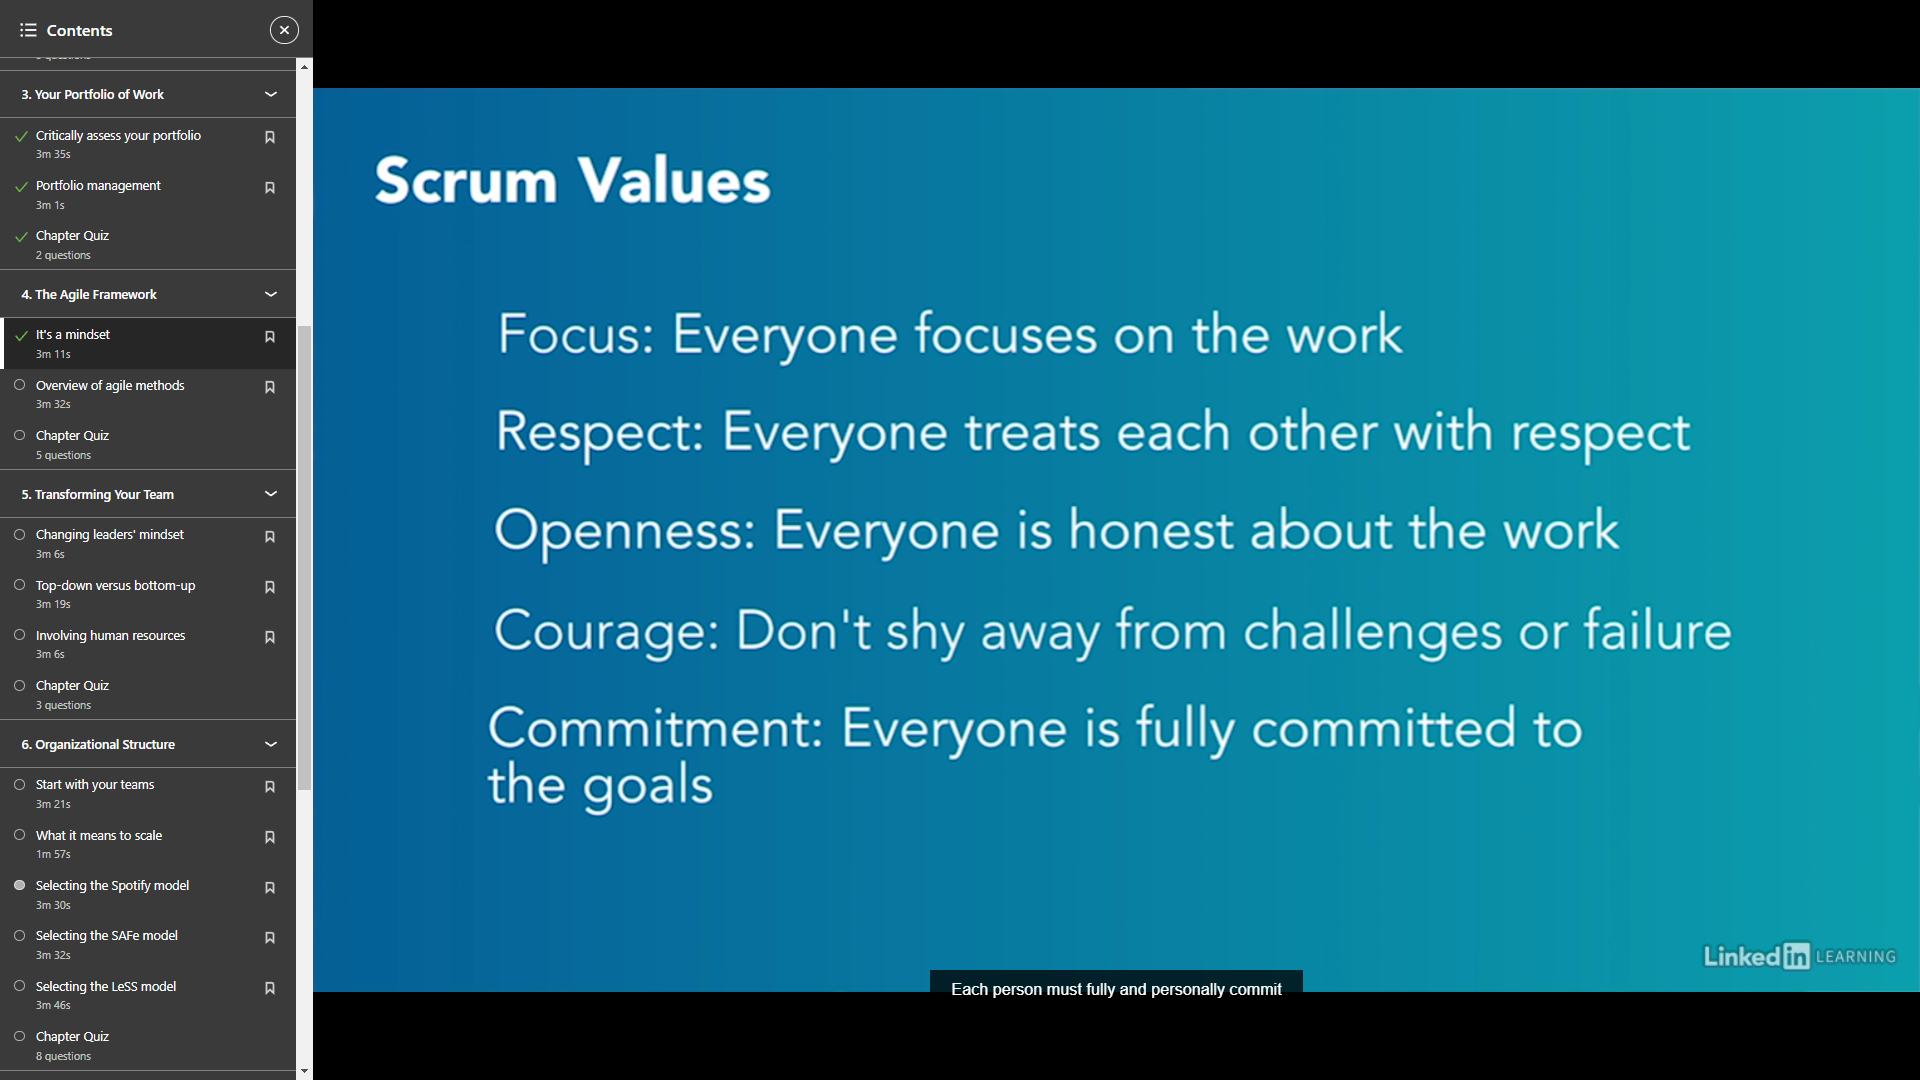 Contents
3. Your Portfolio of Work
Critically assess your portfolio
3m 35s
Portfolio management
3m 1s
Chapter Quiz
2 questions
4. The Agile Framework
It's a mindset
3m 11s
Overview of agile methods
3m 32s
Chapter Quiz
5 questions
5. Transforming Your Team
Changing leaders' mindset
3m 6s
Top-down versus bottom-up
3m 19s
Involving human resources
3m 6s
Chapter Quiz
3 questions
6. Organizational Structure
Start with your teams
3m 21s
What it means to scale
1m 57s
Selecting the Spotify model
3m 30s
Selecting the SAFe model
3m 32s
Selecting the LeSS model
3m 46s
Chapter Quiz
8 questions
Scrum Values
Focus: Everyone focuses on the work
Respect: Everyone treats each other with respect
Openness: Everyone is honest about the work
Courage: Don't shy away from challenges or failure
Commitment: Everyone is fully committed to
the goals
Linked in LEARNING
Each person must fully and personally commit